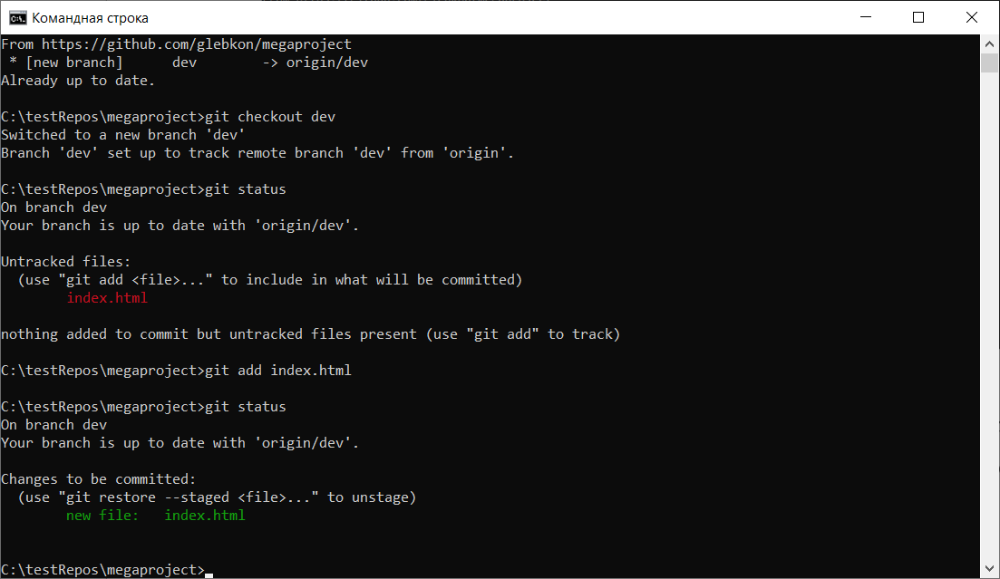 Командная строка
From https://github.com/glebkon/megaproject
 * [new branch]      dev        -> origin/dev
Already up to date.
C:\testRepos\megaproject>git checkout dev
Switched to a new branch 'dev'
Branch 'dev' set up to track remote branch 'dev' from 'origin'.
C:\testRepos\megaproject>git status
On branch dev
Your branch is up to date with 'origin/dev'.
Untracked files:
  (use "git add <file>..." to include in what will be committed)
        index.html
nothing added to commit but untracked files present (use "git add" to track)
C:\testRepos\megaproject>git add index.html
C:\testRepos\megaproject>git status
On branch dev
Your branch is up to date with 'origin/dev'.
Changes to be committed:
  (use "git restore --staged <file>..." to unstage)
        new file:   index.html
C:\testRepos\megaproject>